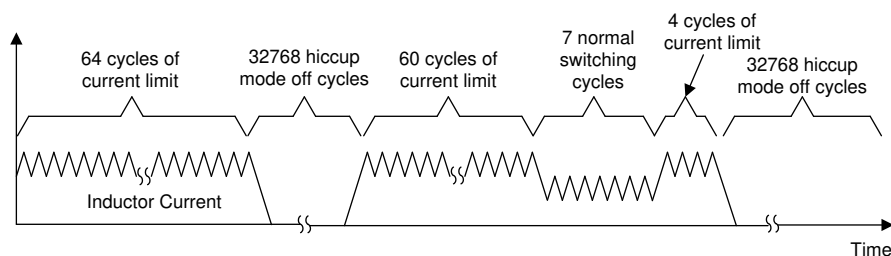 64 cycles of
current limit
32768 hiccup
mode off cycles
60 cycles of
current limit
7 normal
switching
cycles
4 cycles of
current limit
32768 hiccup
mode off cycles
Inductor Current
Time